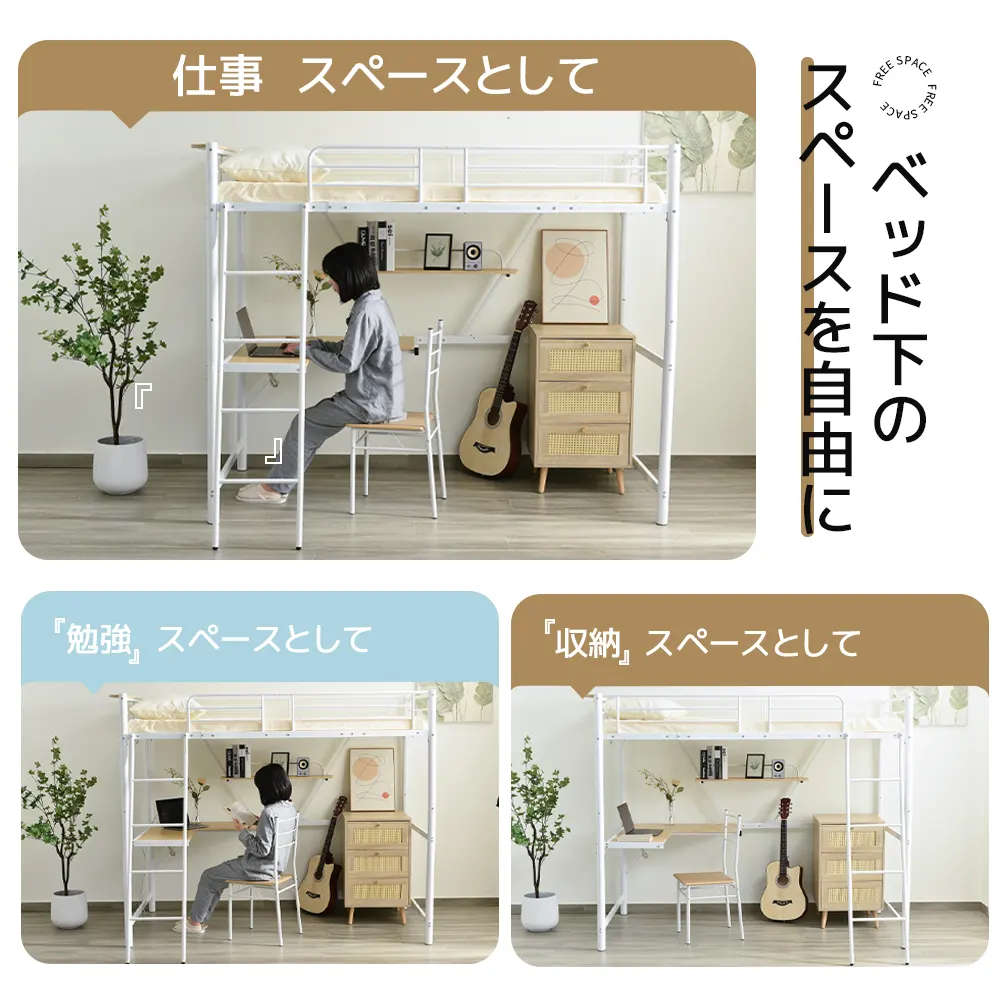 仕事 スペースとして
『
』
FREE SPACE FREE SPACE
ベッド下の
スペースを自由に
『勉強』スペースとして
『収納』スペースとして